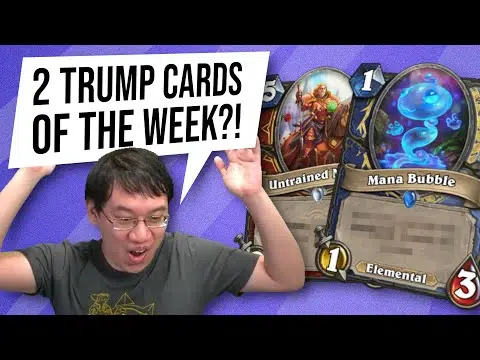 2 TRUMP CARDS
OF THE WEEK?!
5
Untrained
1
Mana Bubble
Elemental
1
3